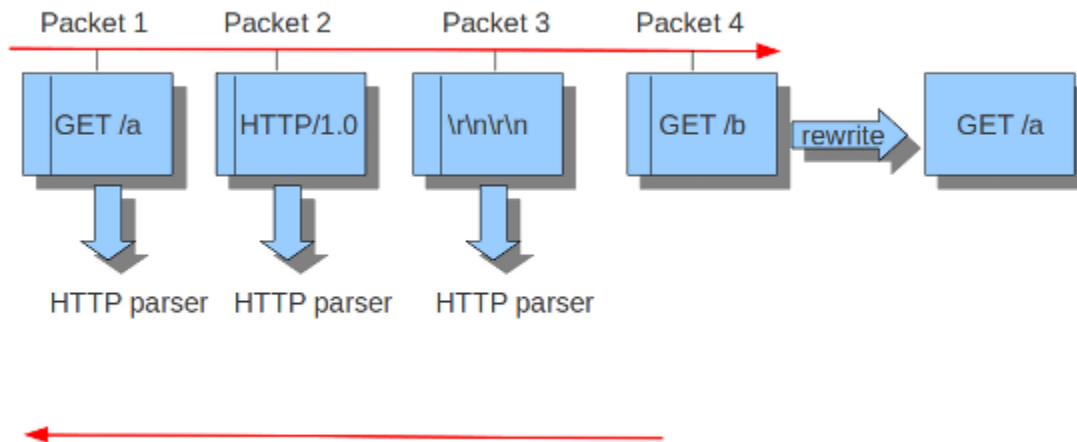 Packet 1 Packet 2 Packet 3 Packet 4
GET /a HTTP/1.0 \r\n\r\n GET /b rewrite GET /a
HTTP parser HTTP parser HTTP parser